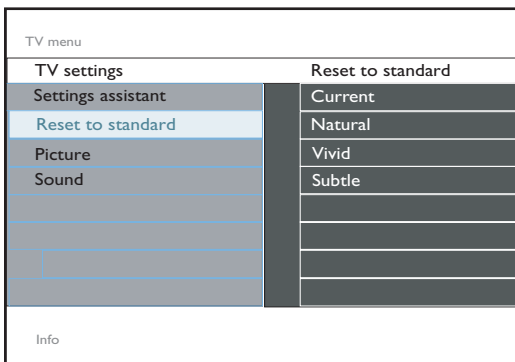 TV menu
TV settings
Reset to standard
Settings assistant
Current
Reset to standard
Natural
Picture
Vivid
Sound
Subtle
Info